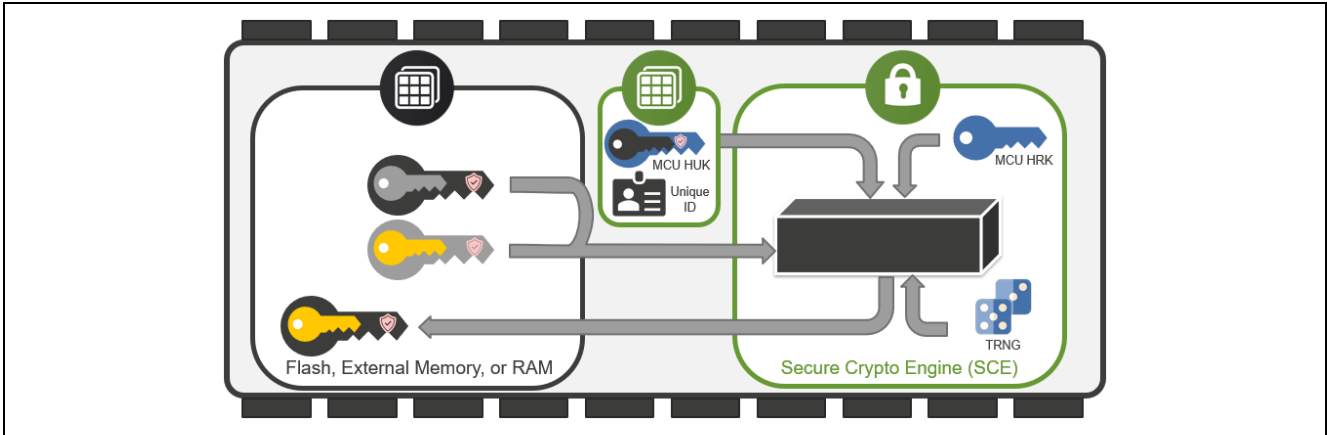 MCU HUK
Unique
ID
MCU HRK
TRNG
Flash, External Memory, or RAM
Secure Crypto Engine (SCE)